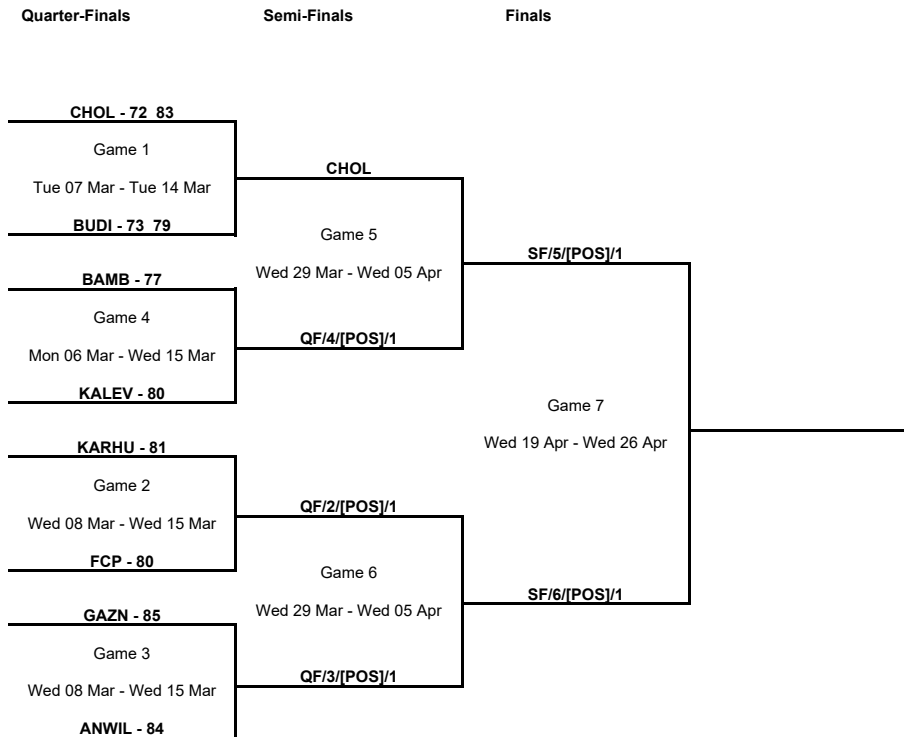 Quarter-Finals Semi-Finals Finals
CHOL - 72 83
Game 1
Tue 07 Mar - Tue 14 Mar
BUDI - 73 79
BAMB - 77
Game 4
Mon 06 Mar - Wed 15 Mar
KALEV - 80
KARHU - 81
Game 2
Wed 08 Mar - Wed 15 Mar
FCP - 80
GAZN - 85
Game 3
Wed 08 Mar - Wed 15 Mar
ANWIL - 84
CHOL
Game 5
Wed 29 Mar - Wed 05 Apr
QF/4/[POS]/1
QF/2/[POS]/1
Game 6
Wed 29 Mar - Wed 05 Apr
QF/3/[POS]/1
SF/5/[POS]/1
Game 7
Wed 19 Apr - Wed 26 Apr
SF/6/[POS]/1